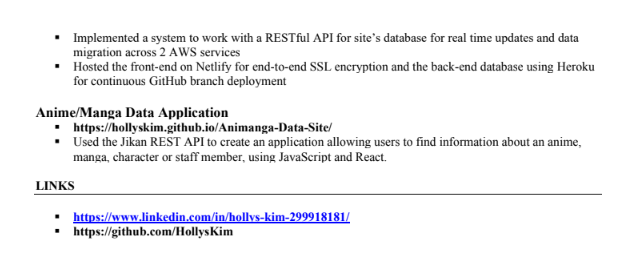 ▪ Implemented a system to work with a RESTful API for site's database for real time updates and data
migration across 2 AWS services
▪ Hosted the front-end on Netlify for end-to-end SSL encryption and the back-end database using Heroku
for continuous GitHub branch deployment
Anime/Manga Data Application
▪ https://hollyskim.github.io/Animanga-Data-Site/
▪ Used the Jikan REST API to create an application allowing users to find information about an anime,
manga, character or staff member, using JavaScript and React.
LINKS
▪ https://www.linkedin.com/in/hollys-kim-299918181/
▪ https://github.com/HollysKim